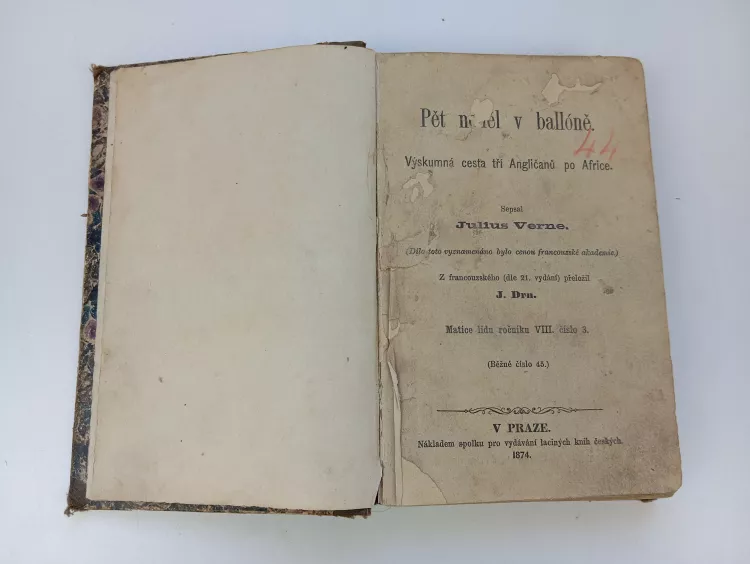 Pět neděl v ballóně.
44
Výskumná cesta tří Angličanů po Africe.
Sepsal
Julius Verne.
(Dílo toto vyznamenáno bylo cenou francouzské akademie.)
Z francouzského (dle 21. vydání) přeložil
J. Drn.
Matice lidu ročníku VIII. číslo 3.
(Běžné číslo 45.)
V PRAZE.
Nákladem spolku pro vydávání laciných knih českých.
1874.